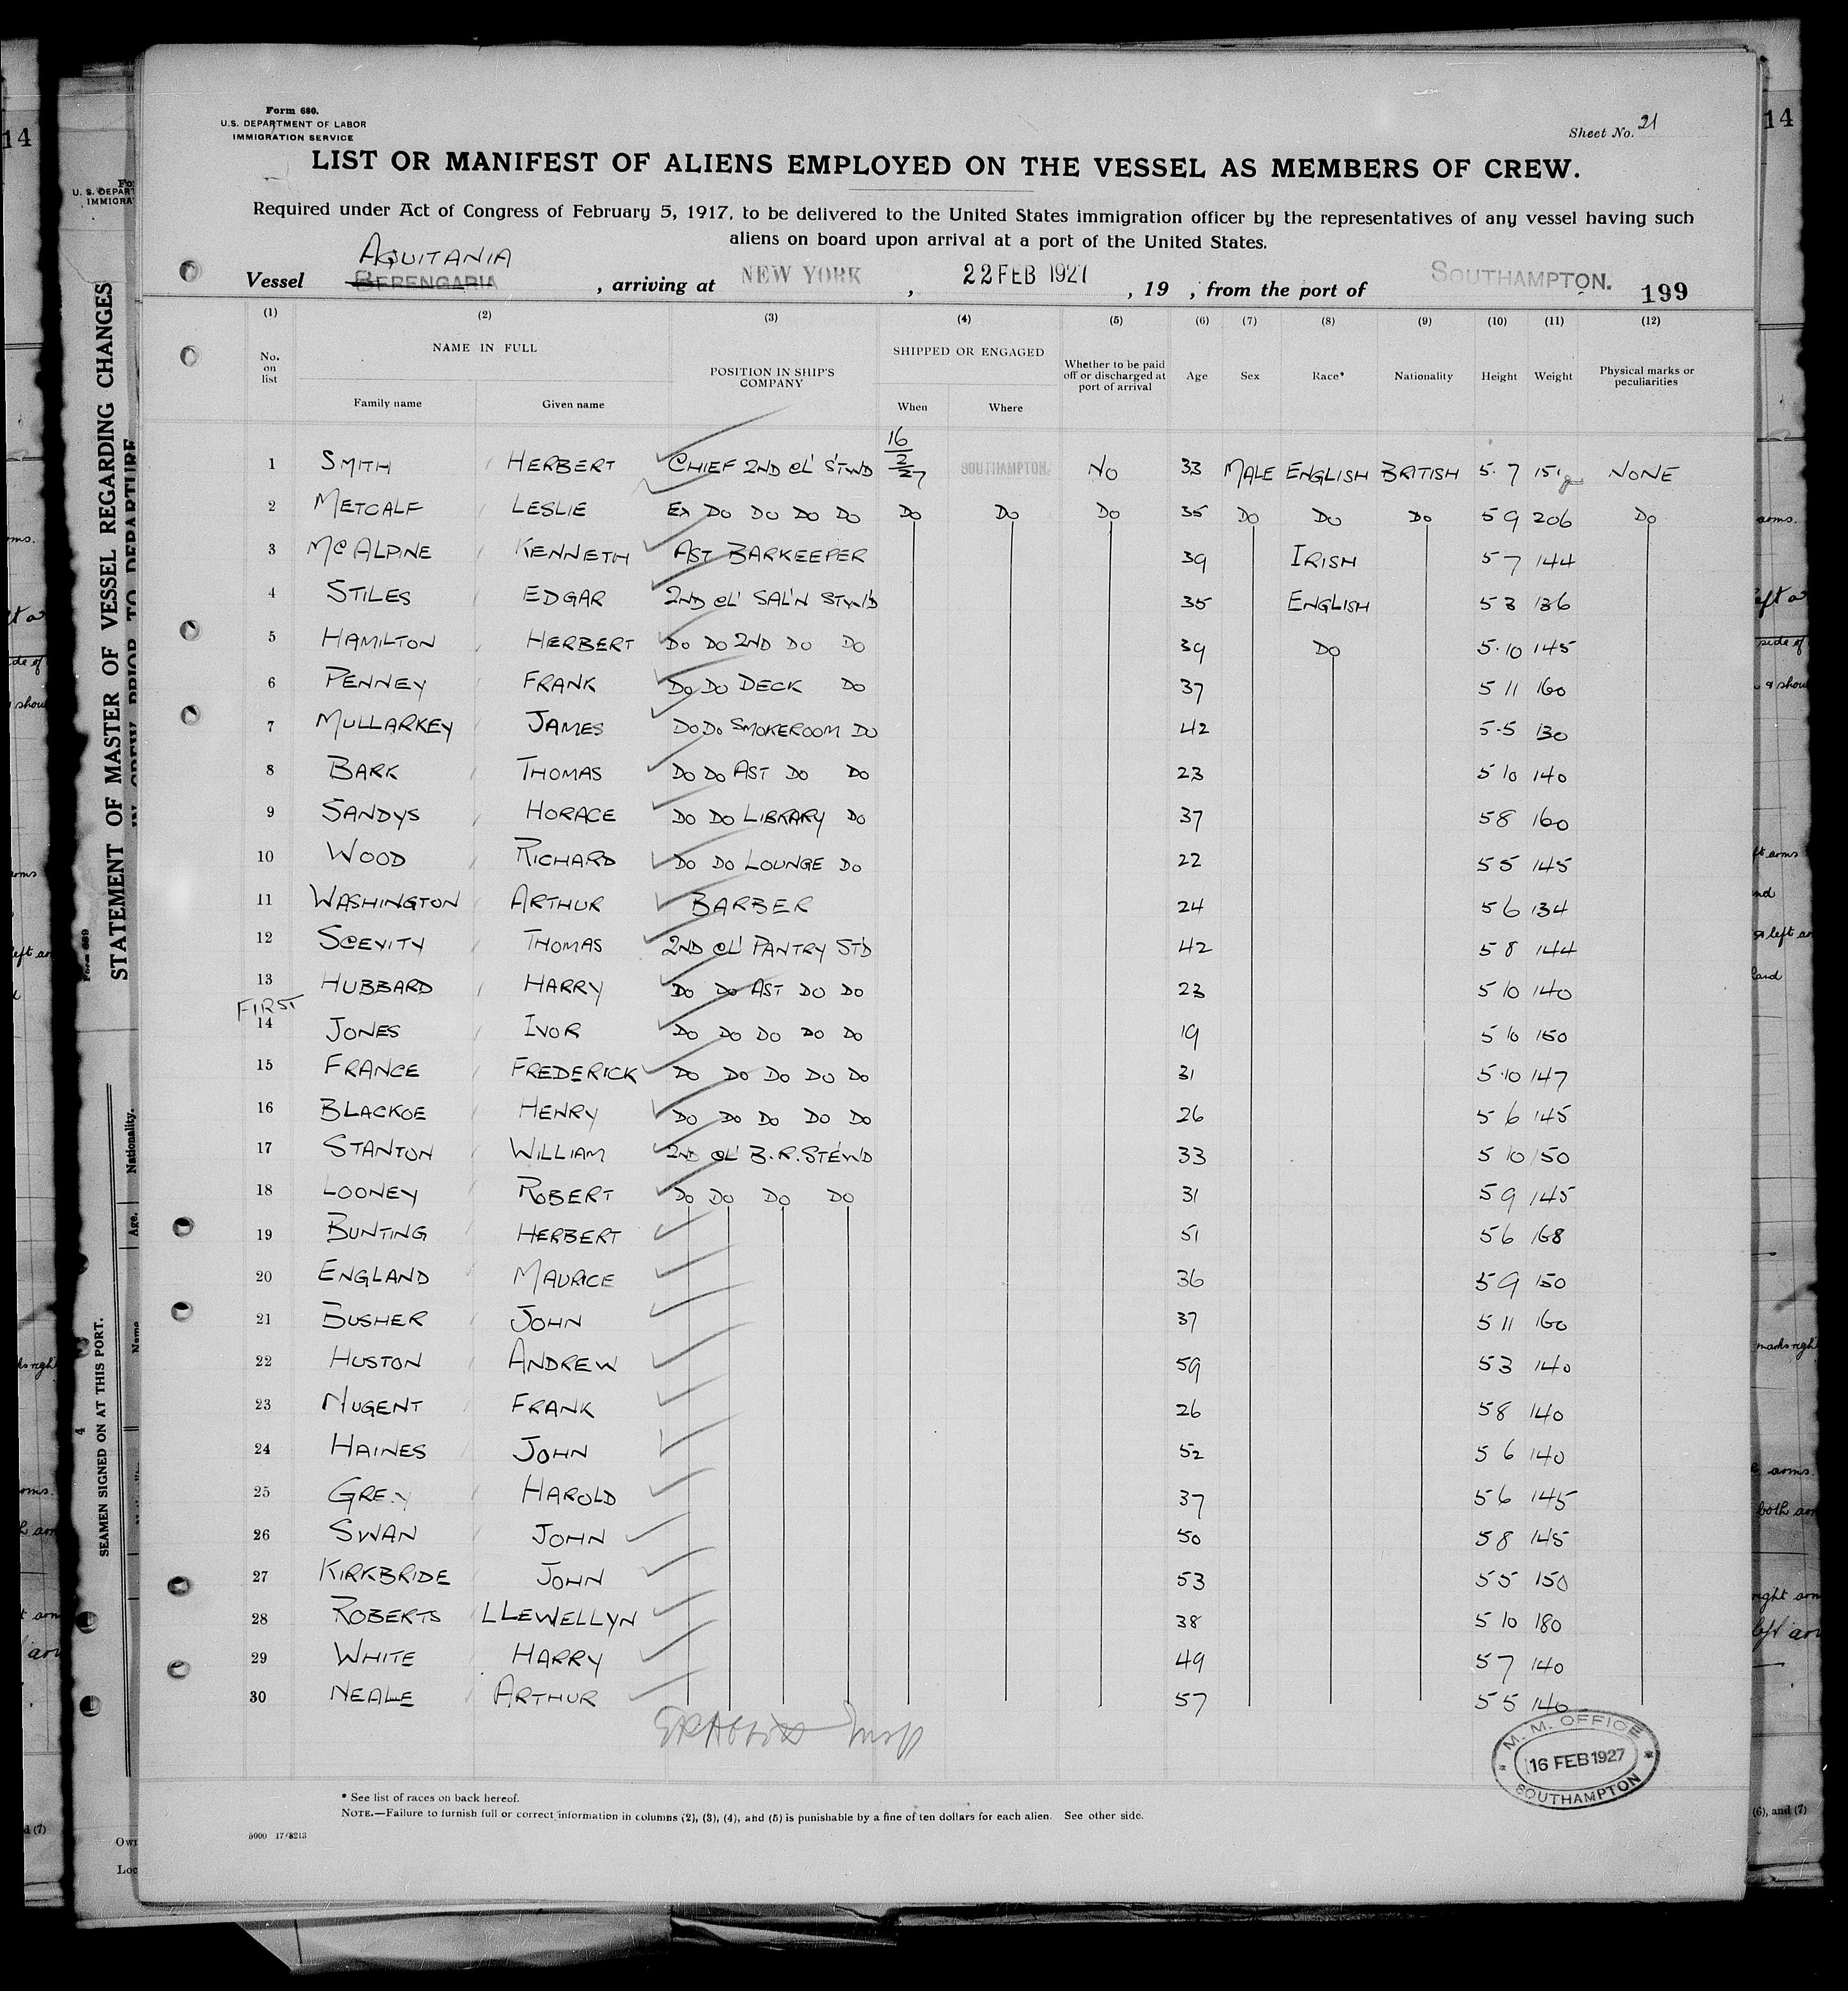 Form 680.
U.S. DEPARTMENT OF LABOR
IMMIGRATION SERVICE
Sheet No. 21
LIST OR MANIFEST OF ALIENS EMPLOYED ON THE VESSEL AS MEMBERS OF CREW.
Required under Act of Congress of February 5, 1917, to be delivered to the United States immigration officer by the representatives of any vessel having such
aliens on board upon arrival at a port of the United States.
AQUITANIA
Vessel BERENGARIA , arriving at NEW YORK , 22 FEB 1927 , 19 , from the port of SOUTHAMPTON. 199
(1) (2) (3) (4) (5) (6) (7) (8) (9) (10) (11) (12)
No. on list NAME IN FULL Family name Given name POSITION IN SHIP'S COMPANY SHIPPED OR ENGAGED When Where Whether to be paid off or discharged at port of arrival Age Sex Race* Nationality Height Weight Physical marks or peculiarities
1 SMITH HERBERT CHIEF 2ND CL' STWD 16/2/27 SOUTHAMPTON. NO 33 MALE ENGLISH BRITISH 5.7 NONE
2 METCALF LESLIE Ex DO DO DO DO DO DO DO 35 DO DO DO 5 9 206 DO
3 McALPINE KENNETH AST BARKEEPER 39 IRISH 5 7 144
4 STILES EDGAR 2ND CL' SAL'N STW'D 35 ENGLISH 5 3 136
5 HAMILTON HERBERT DO DO 2ND DO DO 39 DO 5.10 145
6 PENNEY FRANK DO DO DECK DO 37 5 11 160
7 MULLARKEY JAMES DO DO SMOKEROOM DO 42 5.5 130
8 BARK THOMAS DO DO AST DO DO 23 5 10 140
9 SANDYS HORACE DO DO LIBRARY DO 37 5 8 160
10 WOOD RICHARD DO DO LOUNGE DO 22 5 5 145
11 WASHINGTON ARTHUR BARBER 24 5 6 134
12 SCEVITY THOMAS 2ND CL' PANTRY STD 42 5 8 144
13 HUBBARD HARRY DO DO AST DO DO 23 5 10 140
FIRST
14 JONES IVOR DO DO DO DO DO 19 5 10 150
15 FRANCE FREDERICK DO DO DO DO DO 31 5.10 147
16 BLACKOE HENRY DO DO DO DO DO 26 5 6 145
17 STANTON WILLIAM 2ND CL' B.R. STEWD 33 5 10 150
18 LOONEY ROBERT DO DO DO DO 31 5 9 145
19 BUNTING HERBERT 51 5 6 168
20 ENGLAND MAURICE 36 5 9 150
21 BUSHER JOHN 37 5 11 160
22 HUSTON ANDREW 59 5 3 140
23 NUGENT FRANK 26 5 8 140
24 HAINES JOHN 52 5 6 140
25 GREY HAROLD 37 5 6 145
26 SWAN JOHN 50 5 8 145
27 KIRKBRIDE JOHN 53 5 5 150
28 ROBERTS LLEWELLYN 38 5 10 180
29 WHITE HARRY 49 5 7 140
30 NEALE ARTHUR 57 5 5 140
M. M. OFFICE
16 FEB 1927
SOUTHAMPTON
* See list of races on back hereof.
NOTE.—Failure to furnish full or correct information in columns (2), (3), (4), and (5) is punishable by a fine of ten dollars for each alien. See other side.
5000 17/8213
STATEMENT OF MASTER OF VESSEL REGARDING CHANGES
IN CREW PRIOR TO DEPARTURE
Form 689
SEAMEN SIGNED ON AT THIS PORT.
Nationality.
Age.
Name
14
14
(6), and (7)